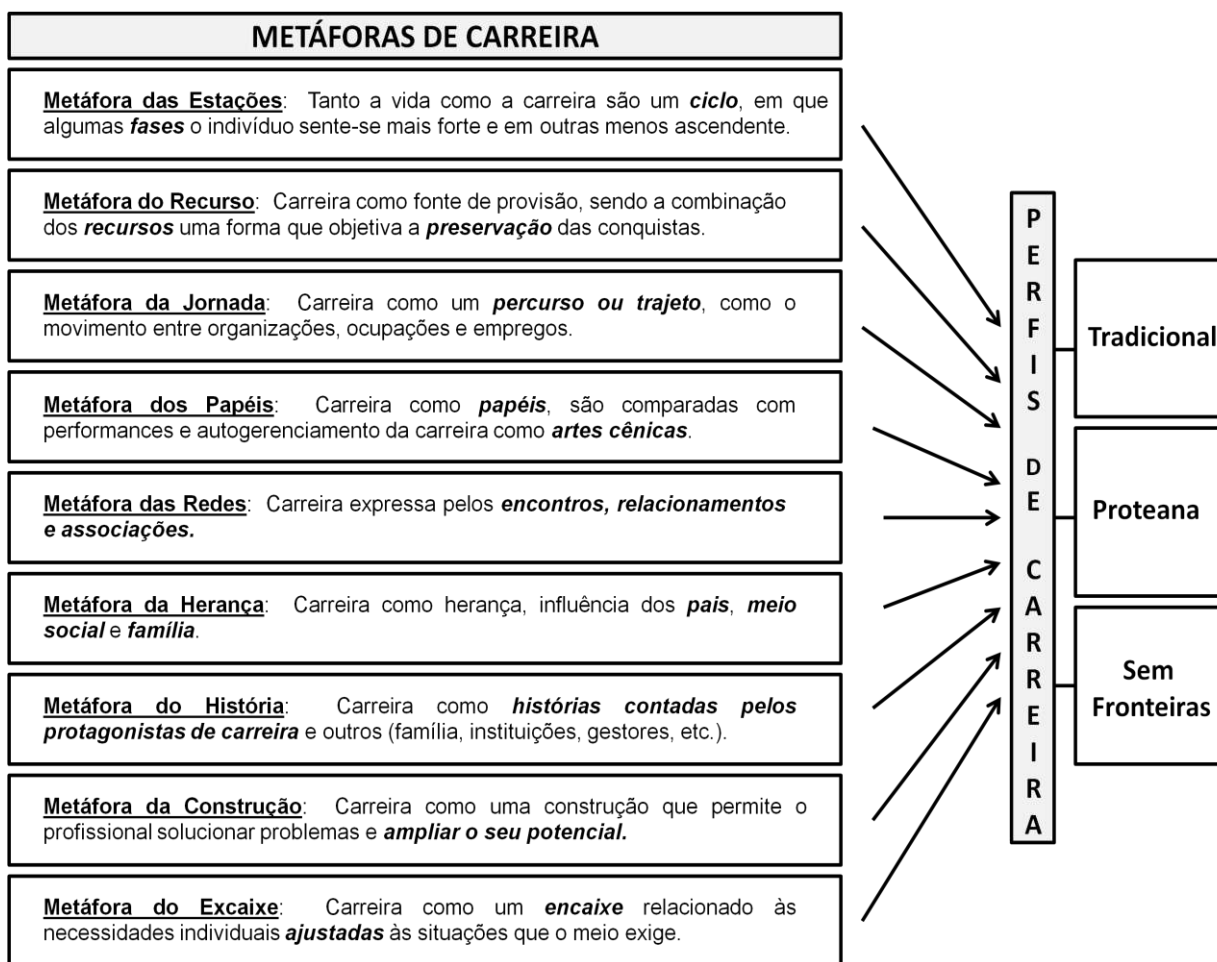 METÁFORAS DE CARREIRA
Metáfora das Estações: Tanto a vida como a carreira são um ciclo, em que
algumas fases o indivíduo sente-se mais forte e em outras menos ascendente.
Metáfora do Recurso: Carreira como fonte de provisão, sendo a combinação
dos recursos uma forma que objetiva a preservação das conquistas.
Metáfora da Jornada: Carreira como um percurso ou trajeto, como o
movimento entre organizações, ocupações e empregos.
Metáfora dos Papéis: Carreira como papéis, são comparadas com
performances e autogerenciamento da carreira como artes cênicas.
Metáfora das Redes: Carreira expressa pelos encontros, relacionamentos
e associações.
Metáfora da Herança: Carreira como herança, influência dos pais, meio
social e família.
Metáfora do História: Carreira como histórias contadas pelos
protagonistas de carreira e outros (família, instituições, gestores, etc.).
Metáfora da Construção: Carreira como uma construção que permite o
profissional solucionar problemas e ampliar o seu potencial.
Metáfora do Excaixe: Carreira como um encaixe relacionado às
necessidades individuais ajustadas às situações que o meio exige.
PERFIS DE CARREIRA
Tradicional
Proteana
Sem
Fronteiras